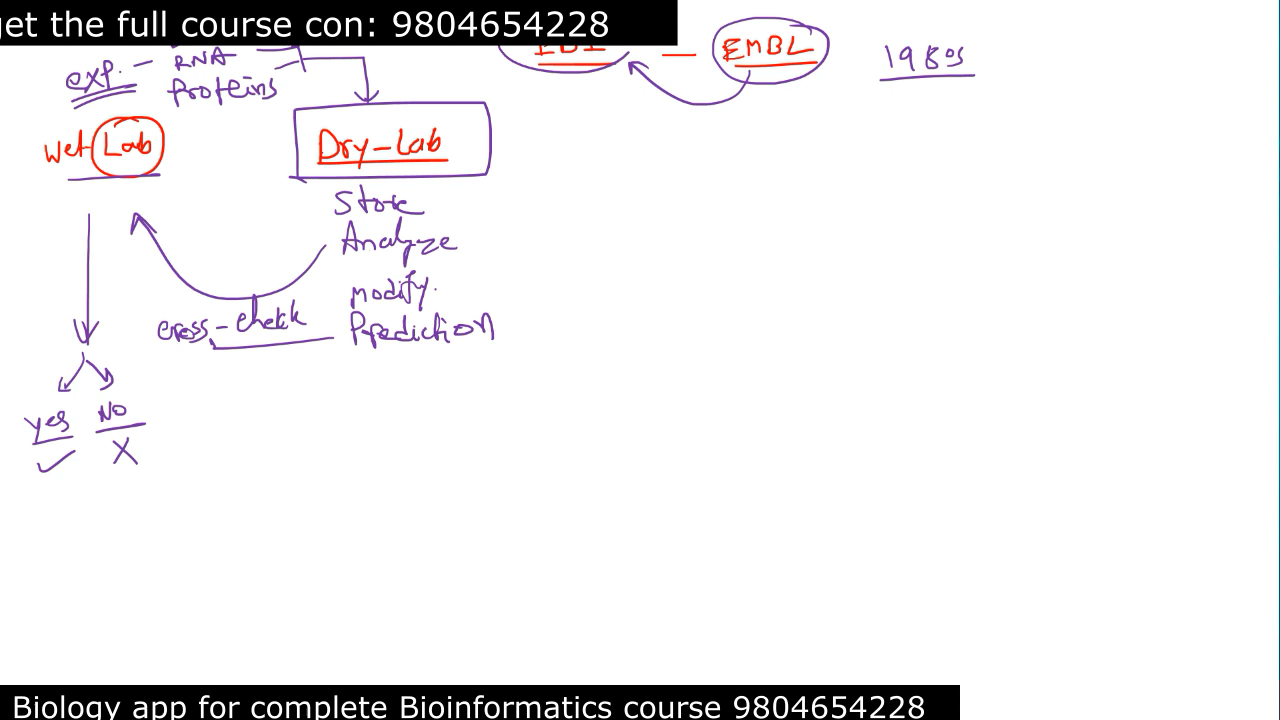 get the full course con: 9804654228
EBI — EMBL
1980s
exp. — RNA
Proteins
Wet Lab
Dry-Lab
Store
Analyze
modify.
cross-check
Prediction
Yes NO
✓ X
Biology app for complete Bioinformatics course 9804654228